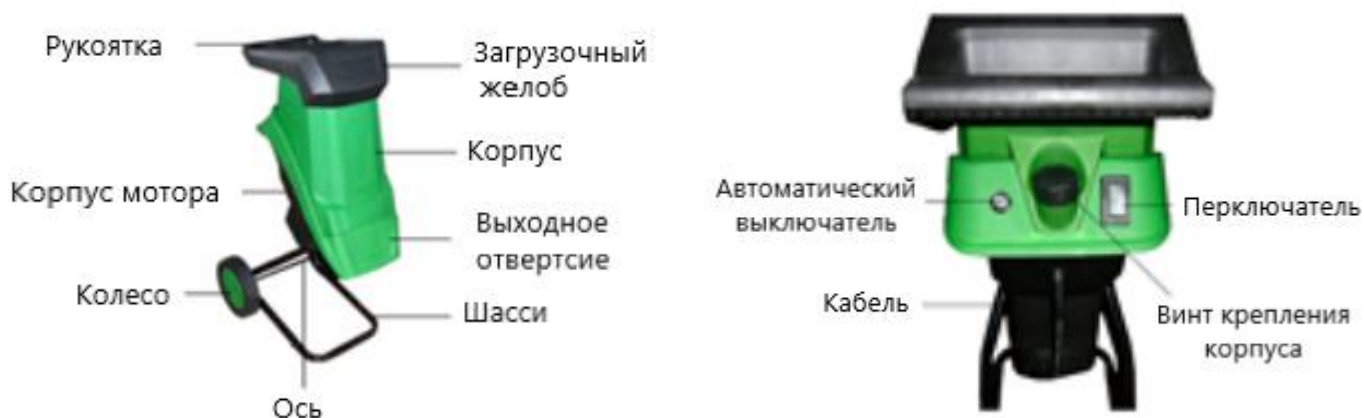 Рукоятка
Загрузочный
желоб
Корпус
Корпус мотора
Выходное
отвертсие
Колесо
Шасси
Ось
Автоматический
выключатель
Перключатель
Кабель
Винт крепления
корпуса